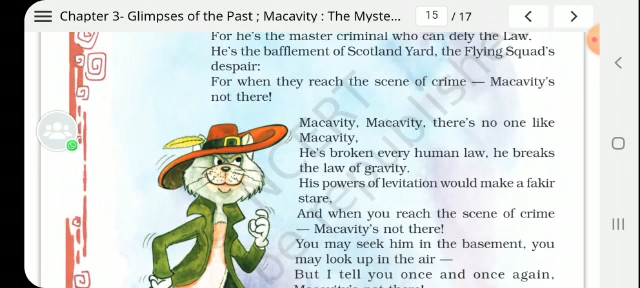 Chapter 3- Glimpses of the Past ; Macavity : The Myste... 15 / 17
For he's the master criminal who can defy the Law.
He's the bafflement of Scotland Yard, the Flying Squad's
despair:
For when they reach the scene of crime — Macavity's
not there!
Macavity, Macavity, there's no one like
Macavity,
He's broken every human law, he breaks
the law of gravity.
His powers of levitation would make a fakir
stare,
And when you reach the scene of crime
— Macavity's not there!
You may seek him in the basement, you
may look up in the air —
But I tell you once and once again,
Macavity's not there!